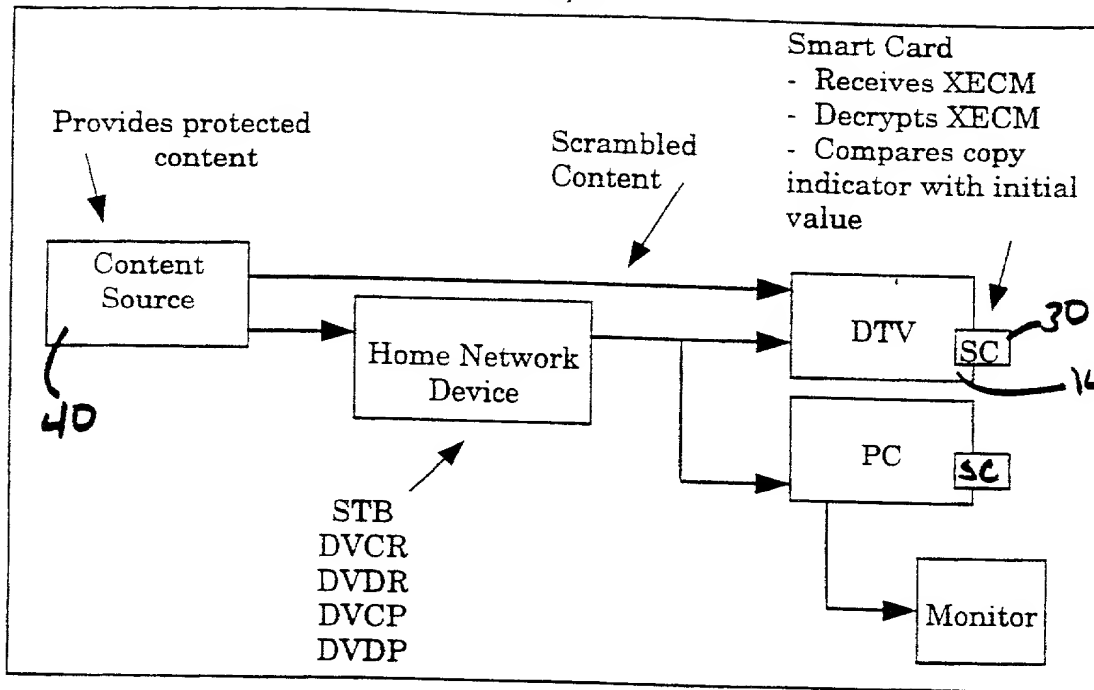 Smart Card
- Receives XECM
- Decrypts XECM
- Compares copy
indicator with initial
value
Provides protected
content
Scrambled
Content
Content
Source
40
Home Network
Device
DTV
SC
30
14
PC
SC
STB
DVCR
DVDR
DVCP
DVDP
Monitor